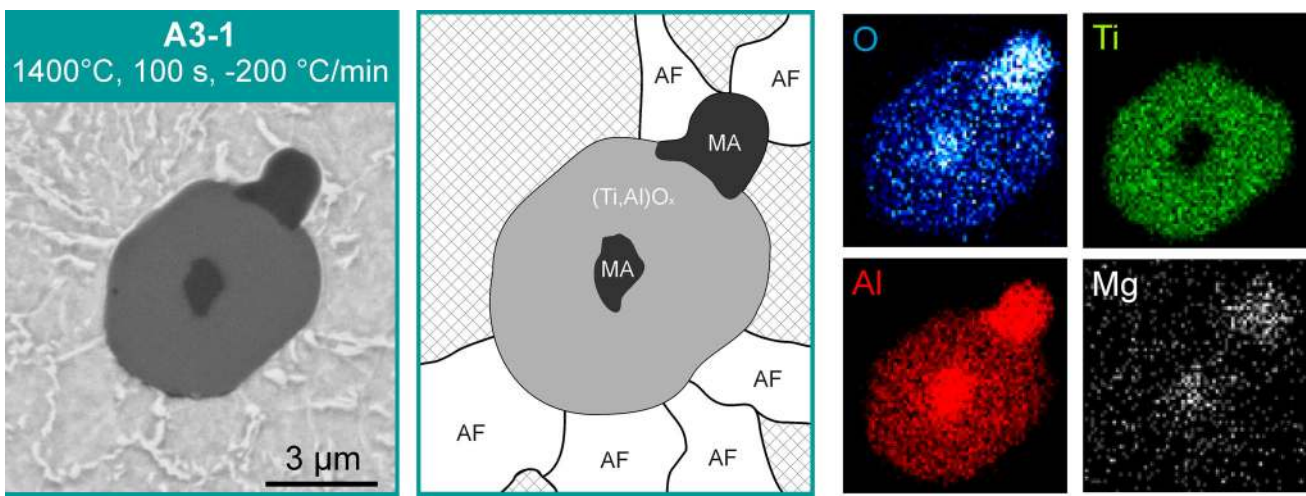 A3-1
1400°C, 100 s, -200 °C/min
3 µm
AF
AF
MA
(Ti,Al)Oₓ
MA
AF
AF
AF
AF
O
Ti
Al
Mg